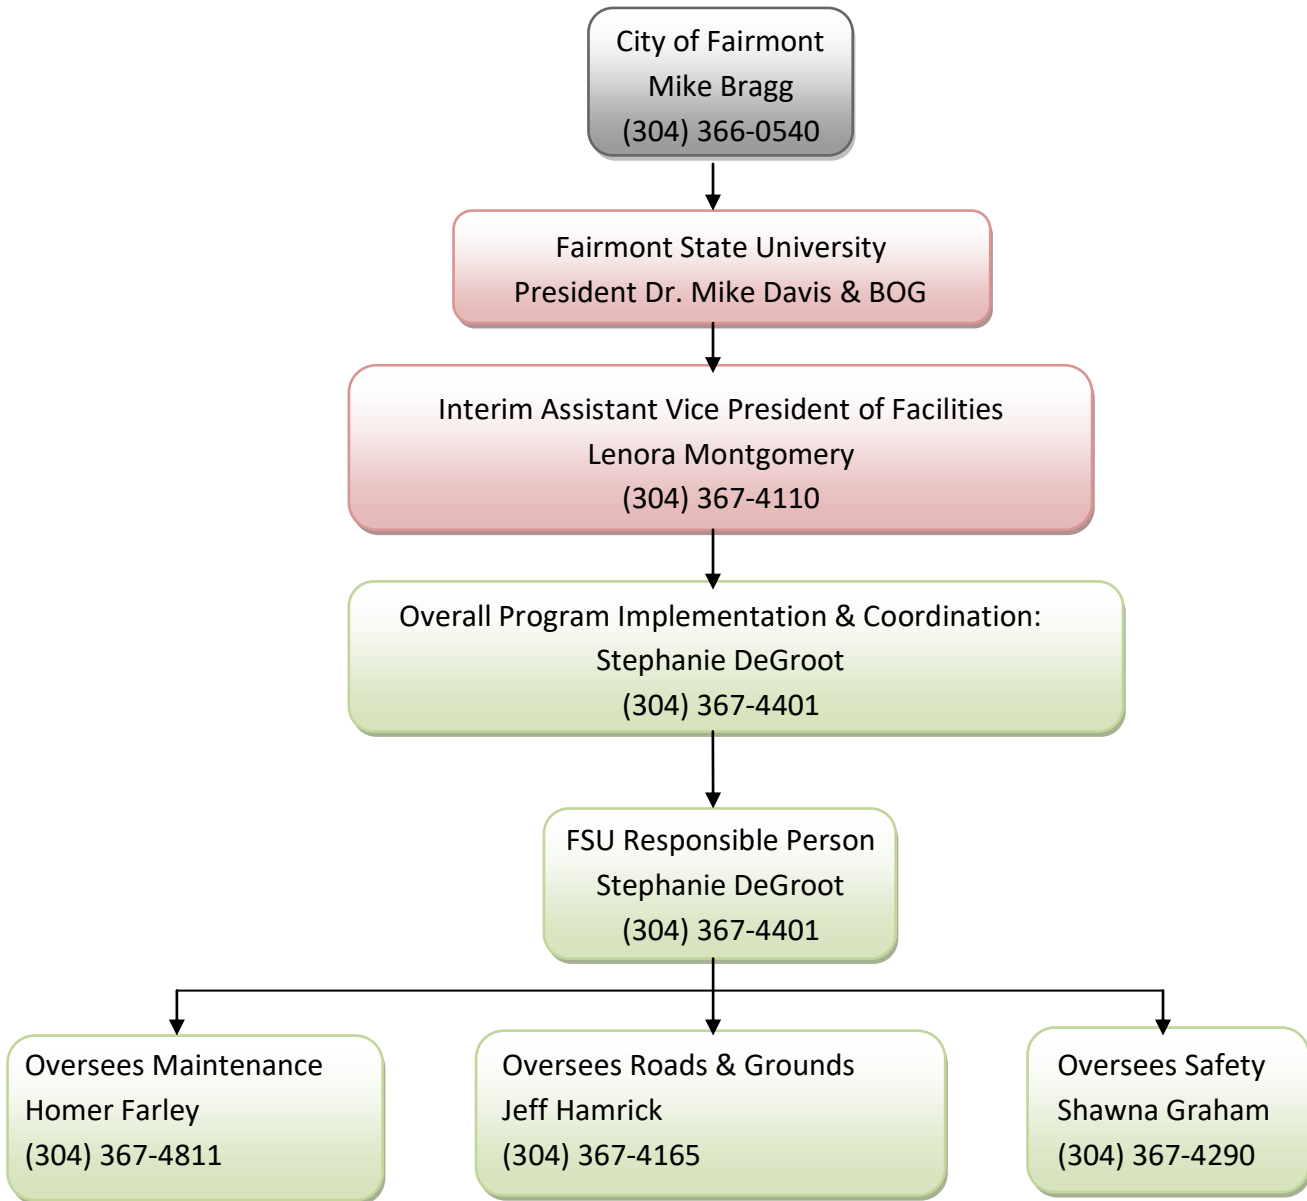 City of Fairmont
Mike Bragg
(304) 366-0540
Fairmont State University
President Dr. Mike Davis & BOG
Interim Assistant Vice President of Facilities
Lenora Montgomery
(304) 367-4110
Overall Program Implementation & Coordination:
Stephanie DeGroot
(304) 367-4401
FSU Responsible Person
Stephanie DeGroot
(304) 367-4401
Oversees Maintenance
Homer Farley
(304) 367-4811
Oversees Roads & Grounds
Jeff Hamrick
(304) 367-4165
Oversees Safety
Shawna Graham
(304) 367-4290